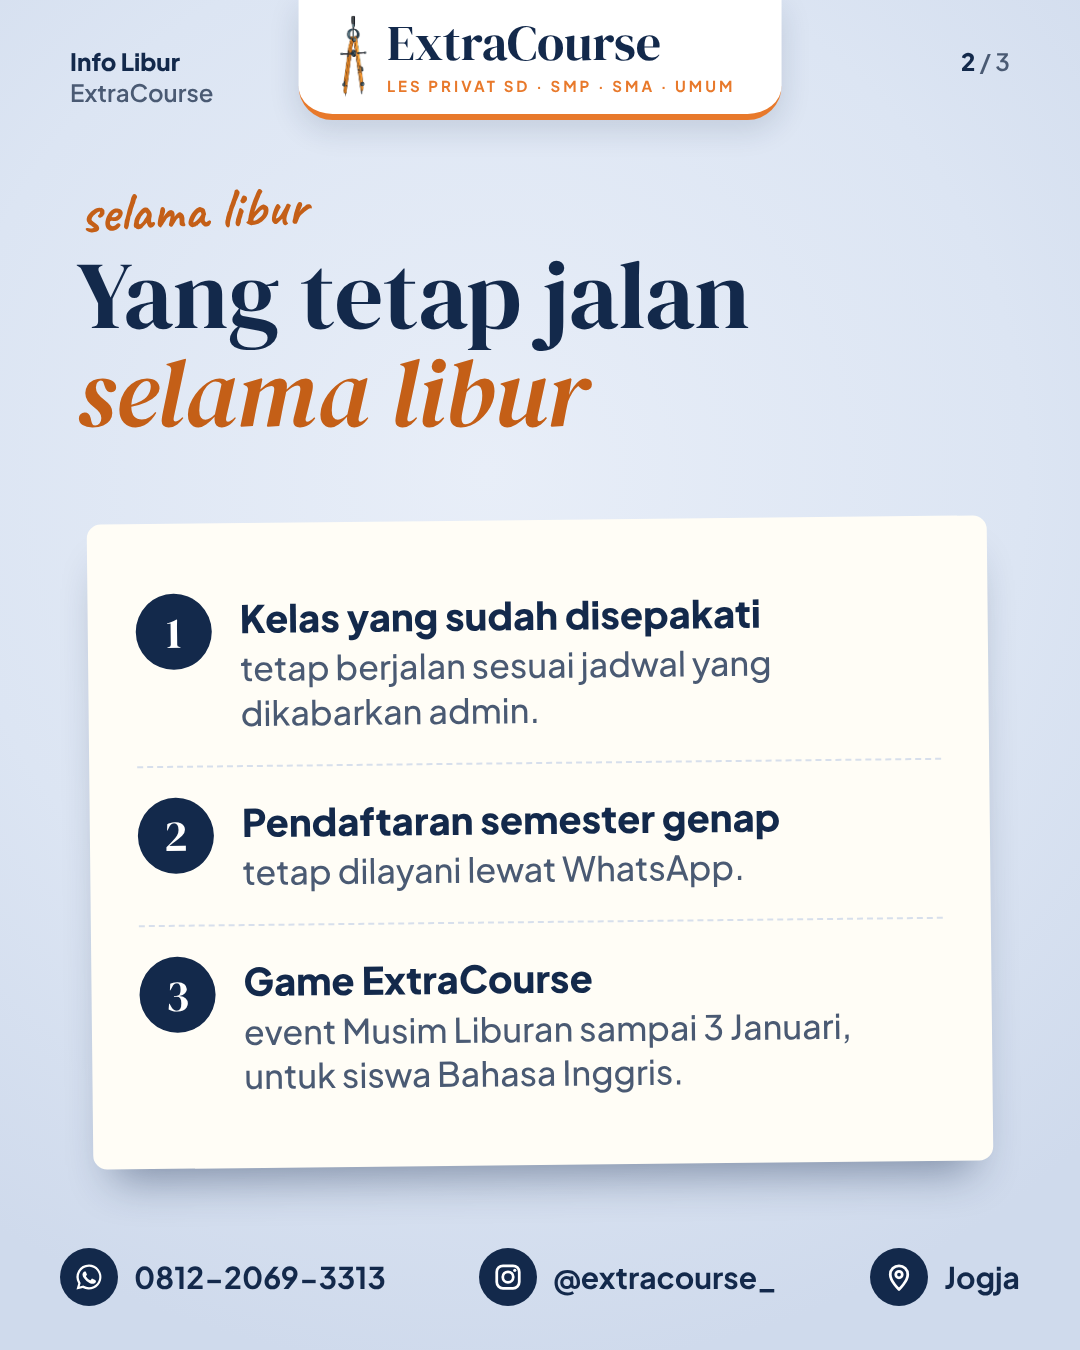 Info Libur
ExtraCourse
ExtraCourse
LES PRIVAT SD · SMP · SMA · UMUM
2 / 3
selama libur
Yang tetap jalan
selama libur
1
Kelas yang sudah disepakati
tetap berjalan sesuai jadwal yang
dikabarkan admin.
2
Pendaftaran semester genap
tetap dilayani lewat WhatsApp.
3
Game ExtraCourse
event Musim Liburan sampai 3 Januari,
untuk siswa Bahasa Inggris.
0812-2069-3313
@extracourse_
Jogja